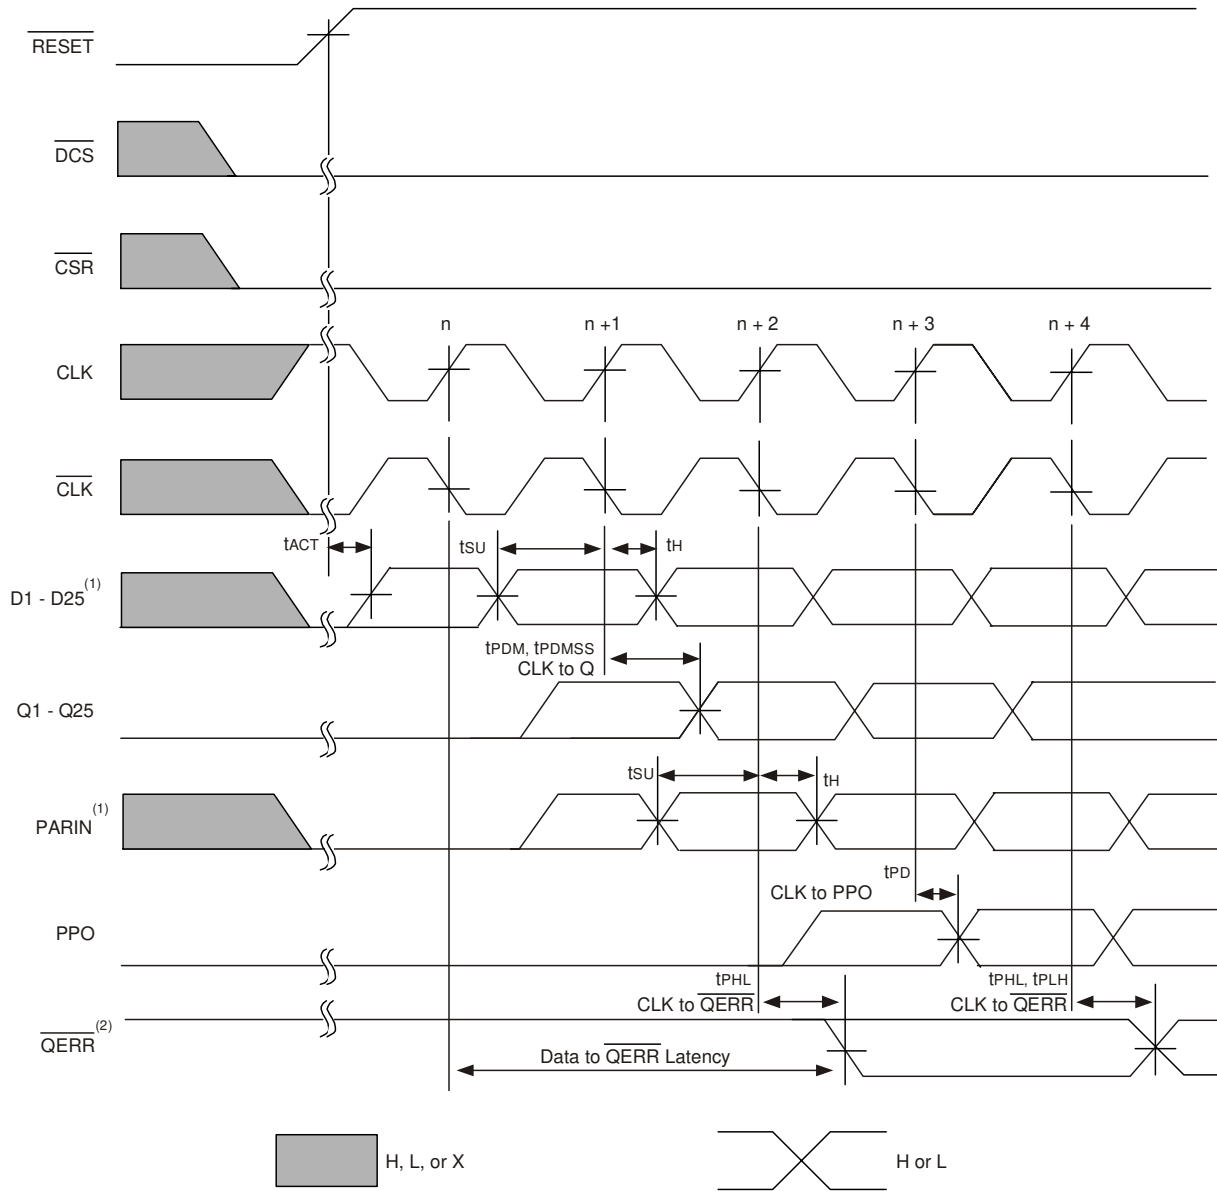 RESET
DCS
CSR
n n +1 n + 2 n + 3 n + 4
CLK
CLK
tACT tSU tH
D1 - D25(1)
tPDM, tPDMSS
CLK to Q
Q1 - Q25
tSU tH
PARIN(1)
tPD
CLK to PPO
PPO
tPHL tPHL, tPLH
CLK to QERR CLK to QERR
QERR(2)
Data to QERR Latency
H, L, or X H or L